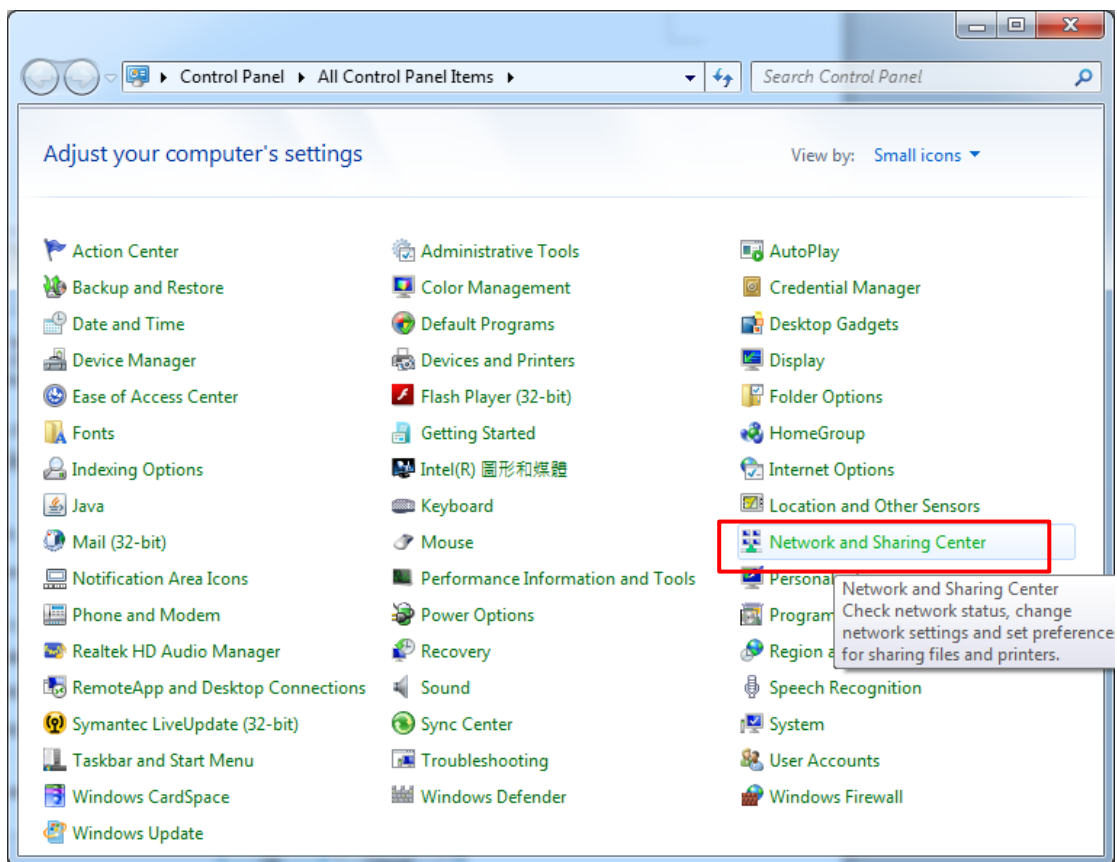 Control Panel All Control Panel Items
Search Control Panel
Adjust your computer's settings
View by: Small icons
Action Center
Administrative Tools
AutoPlay
Backup and Restore
Color Management
Credential Manager
Date and Time
Default Programs
Desktop Gadgets
Device Manager
Devices and Printers
Display
Ease of Access Center
Flash Player (32-bit)
Folder Options
Fonts
Getting Started
HomeGroup
Indexing Options
Intel(R) 圖形和媒體
Internet Options
Java
Keyboard
Location and Other Sensors
Mail (32-bit)
Mouse
Network and Sharing Center
Notification Area Icons
Performance Information and Tools
Personal
Phone and Modem
Power Options
Program
Realtek HD Audio Manager
Recovery
Region a
Network and Sharing Center
Check network status, change
network settings and set preference
for sharing files and printers.
RemoteApp and Desktop Connections
Sound
Speech Recognition
Symantec LiveUpdate (32-bit)
Sync Center
System
Taskbar and Start Menu
Troubleshooting
User Accounts
Windows CardSpace
Windows Defender
Windows Firewall
Windows Update